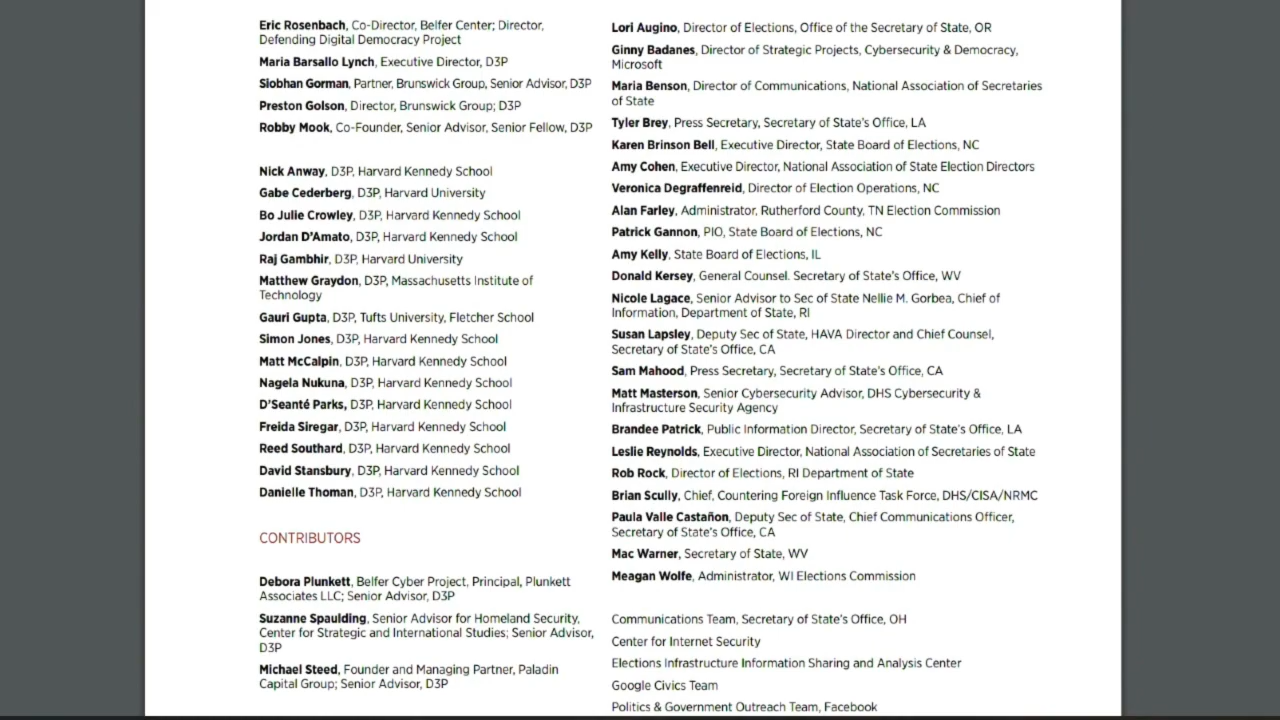 Eric Rosenbach, Co-Director, Belfer Center; Director,
Defending Digital Democracy Project
Maria Barsallo Lynch, Executive Director, D3P
Siobhan Gorman, Partner, Brunswick Group, Senior Advisor, D3P
Preston Golson, Director, Brunswick Group; D3P
Robby Mook, Co-Founder, Senior Advisor, Senior Fellow, D3P
Nick Anway, D3P, Harvard Kennedy School
Gabe Cederberg, D3P, Harvard University
Bo Julie Crowley, D3P, Harvard Kennedy School
Jordan D'Amato, D3P, Harvard Kennedy School
Raj Gambhir, D3P, Harvard University
Matthew Graydon, D3P, Massachusetts Institute of
Technology
Gauri Gupta, D3P, Tufts University, Fletcher School
Simon Jones, D3P, Harvard Kennedy School
Matt McCalpin, D3P, Harvard Kennedy School
Nagela Nukuna, D3P, Harvard Kennedy School
D'Seanté Parks, D3P, Harvard Kennedy School
Freida Siregar, D3P, Harvard Kennedy School
Reed Southard, D3P, Harvard Kennedy School
David Stansbury, D3P, Harvard Kennedy School
Danielle Thoman, D3P, Harvard Kennedy School
CONTRIBUTORS
Debora Plunkett, Belfer Cyber Project, Principal, Plunkett
Associates LLC; Senior Advisor, D3P
Suzanne Spaulding, Senior Advisor for Homeland Security,
Center for Strategic and International Studies; Senior Advisor,
D3P
Michael Steed, Founder and Managing Partner, Paladin
Capital Group; Senior Advisor, D3P
Lori Augino, Director of Elections, Office of the Secretary of State, OR
Ginny Badanes, Director of Strategic Projects, Cybersecurity & Democracy,
Microsoft
Maria Benson, Director of Communications, National Association of Secretaries
of State
Tyler Brey, Press Secretary, Secretary of State's Office, LA
Karen Brinson Bell, Executive Director, State Board of Elections, NC
Amy Cohen, Executive Director, National Association of State Election Directors
Veronica Degraffenreid, Director of Election Operations, NC
Alan Farley, Administrator, Rutherford County, TN Election Commission
Patrick Gannon, PIO, State Board of Elections, NC
Amy Kelly, State Board of Elections, IL
Donald Kersey, General Counsel. Secretary of State's Office, WV
Nicole Lagace, Senior Advisor to Sec of State Nellie M. Gorbea, Chief of
Information, Department of State, RI
Susan Lapsley, Deputy Sec of State, HAVA Director and Chief Counsel,
Secretary of State's Office, CA
Sam Mahood, Press Secretary, Secretary of State's Office, CA
Matt Masterson, Senior Cybersecurity Advisor, DHS Cybersecurity &
Infrastructure Security Agency
Brandee Patrick, Public Information Director, Secretary of State's Office, LA
Leslie Reynolds, Executive Director, National Association of Secretaries of State
Rob Rock, Director of Elections, RI Department of State
Brian Scully, Chief, Countering Foreign Influence Task Force, DHS/CISA/NRMC
Paula Valle Castañon, Deputy Sec of State, Chief Communications Officer,
Secretary of State's Office, CA
Mac Warner, Secretary of State, WV
Meagan Wolfe, Administrator, WI Elections Commission
Communications Team, Secretary of State's Office, OH
Center for Internet Security
Elections Infrastructure Information Sharing and Analysis Center
Google Civics Team
Politics & Government Outreach Team, Facebook